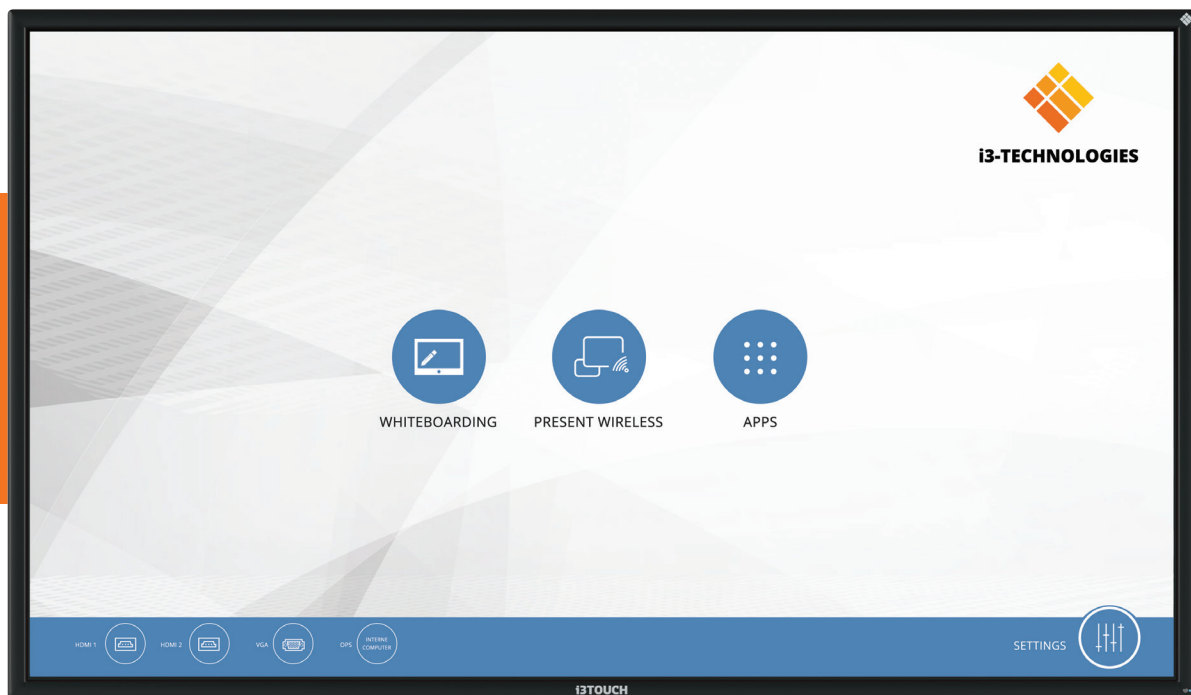 i3-TECHNOLOGIES
WHITEBOARDING
PRESENT WIRELESS
APPS
HDMI 1
HDMI 2
VGA
OPS
INTERNE
COMPUTER
SETTINGS
i3TOUCH